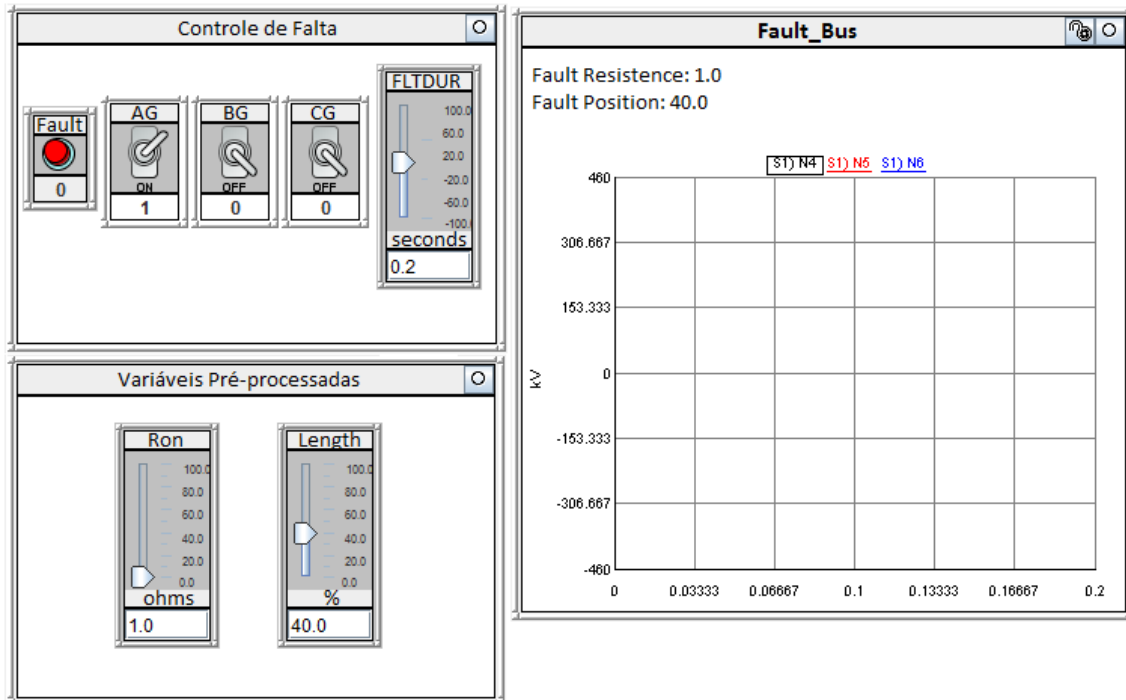 Controle de Falta
Fault
0
AG
ON
1
BG
OFF
0
CG
OFF
0
FLTDUR
100.0
60.0
20.0
-20.0
-60.0
-100.
seconds
0.2
Variáveis Pré-processadas
Ron
100.0
80.0
60.0
40.0
20.0
0.0
ohms
1.0
Length
100.0
80.0
60.0
40.0
20.0
0.0
%
40.0
Fault_Bus
Fault Resistence: 1.0
Fault Position: 40.0
S1) N4 S1) N5 S1) N6
kV
460
306.667
153.333
0
-153.333
-306.667
-460
0 0.03333 0.06667 0.1 0.13333 0.16667 0.2